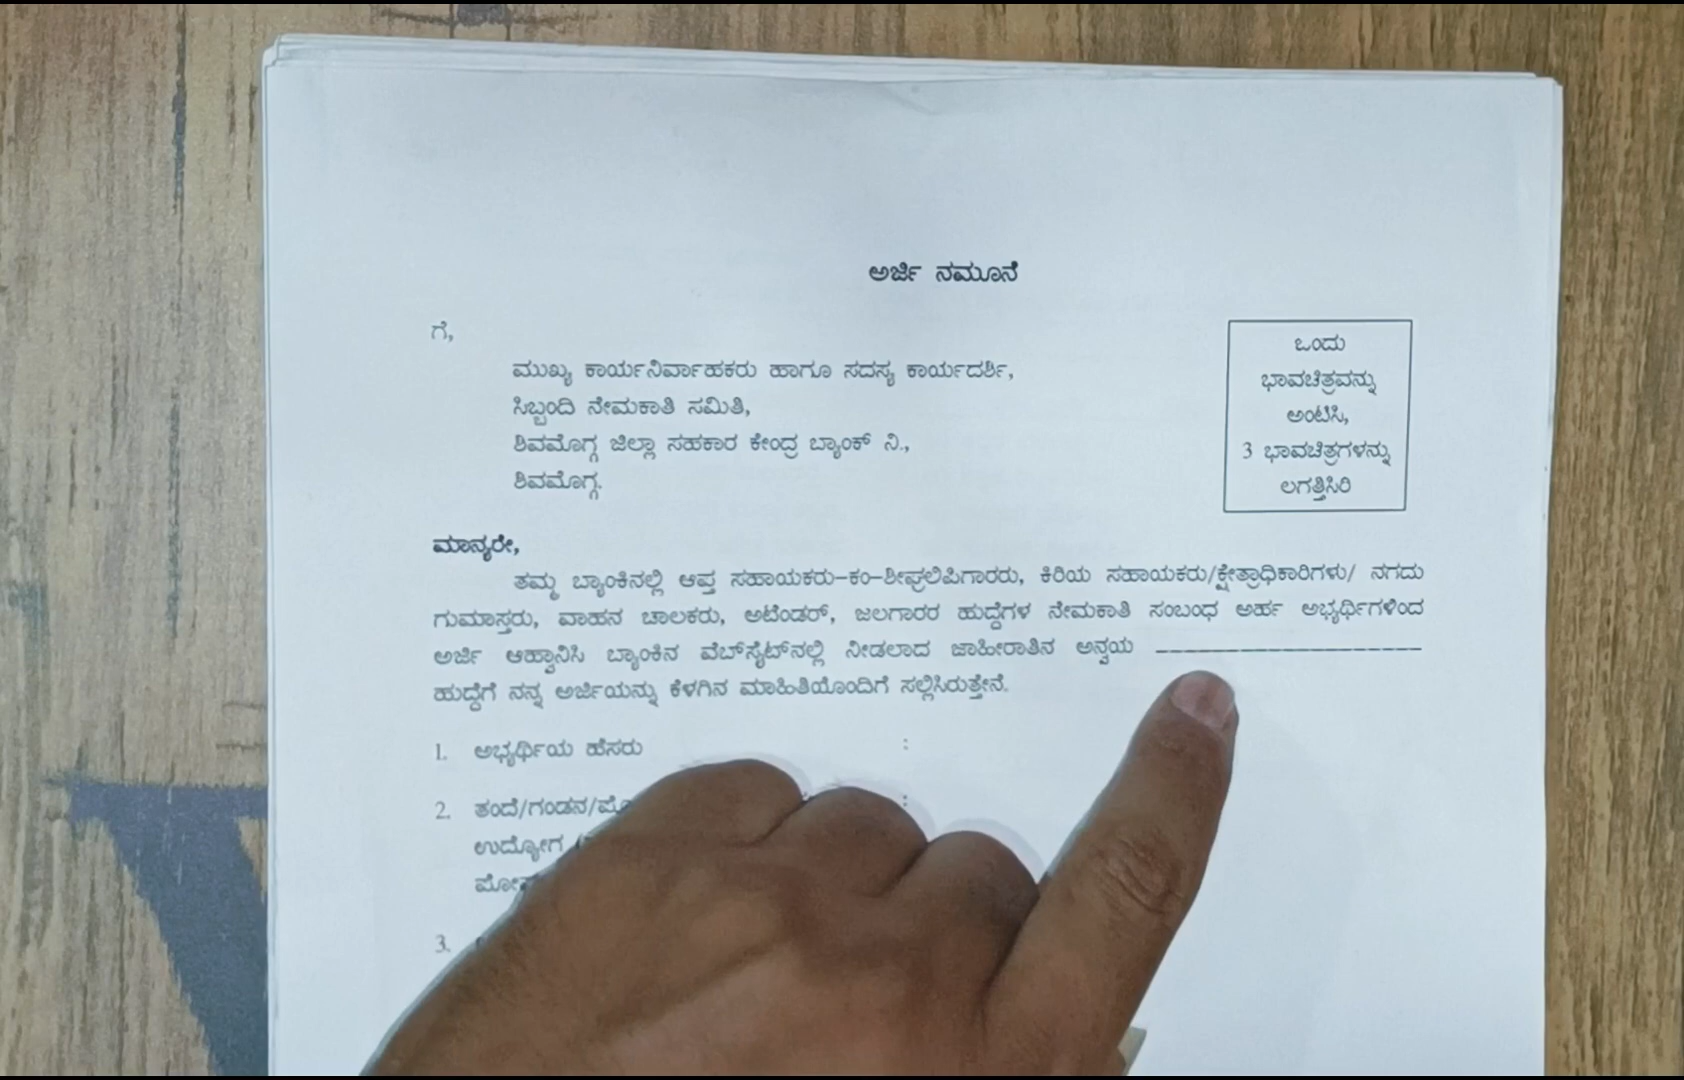 ಅರ್ಜಿ ನಮೂನೆ
ಗೆ,
ಮುಖ್ಯ ಕಾರ್ಯನಿರ್ವಾಹಕರು ಹಾಗೂ ಸದಸ್ಯ ಕಾರ್ಯದರ್ಶಿ,
ಸಿಬ್ಬಂದಿ ನೇಮಕಾತಿ ಸಮಿತಿ,
ಶಿವಮೊಗ್ಗ ಜಿಲ್ಲಾ ಸಹಕಾರ ಕೇಂದ್ರ ಬ್ಯಾಂಕ್ ನಿ.,
ಶಿವಮೊಗ್ಗ.
ಒಂದು
ಭಾವಚಿತ್ರವನ್ನು
ಅಂಟಿಸಿ,
3 ಭಾವಚಿತ್ರಗಳನ್ನು
ಲಗತ್ತಿಸಿರಿ
ಮಾನ್ಯರೇ,
ತಮ್ಮ ಬ್ಯಾಂಕಿನಲ್ಲಿ ಆಪ್ತ ಸಹಾಯಕರು-ಕಂ-ಶೀಘ್ರಲಿಪಿಗಾರರು, ಕಿರಿಯ ಸಹಾಯಕರು/ಕ್ಷೇತ್ರಾಧಿಕಾರಿಗಳು/ ನಗದು
ಗುಮಾಸ್ತರು, ವಾಹನ ಚಾಲಕರು, ಅಟೆಂಡರ್, ಜಲಗಾರರ ಹುದ್ದೆಗಳ ನೇಮಕಾತಿ ಸಂಬಂಧ ಅರ್ಹ ಅಭ್ಯರ್ಥಿಗಳಿಂದ
ಅರ್ಜಿ ಆಹ್ವಾನಿಸಿ ಬ್ಯಾಂಕಿನ ವೆಬ್‌ಸೈಟ್‌ನಲ್ಲಿ ನೀಡಲಾದ ಜಾಹೀರಾತಿನ ಅನ್ವಯ ____________________
ಹುದ್ದೆಗೆ ನನ್ನ ಅರ್ಜಿಯನ್ನು ಕೆಳಗಿನ ಮಾಹಿತಿಯೊಂದಿಗೆ ಸಲ್ಲಿಸಿರುತ್ತೇನೆ.
1. ಅಭ್ಯರ್ಥಿಯ ಹೆಸರು :
2. ತಂದೆ/ಗಂಡನ/ :
ಉದ್ಯೋಗ
3.